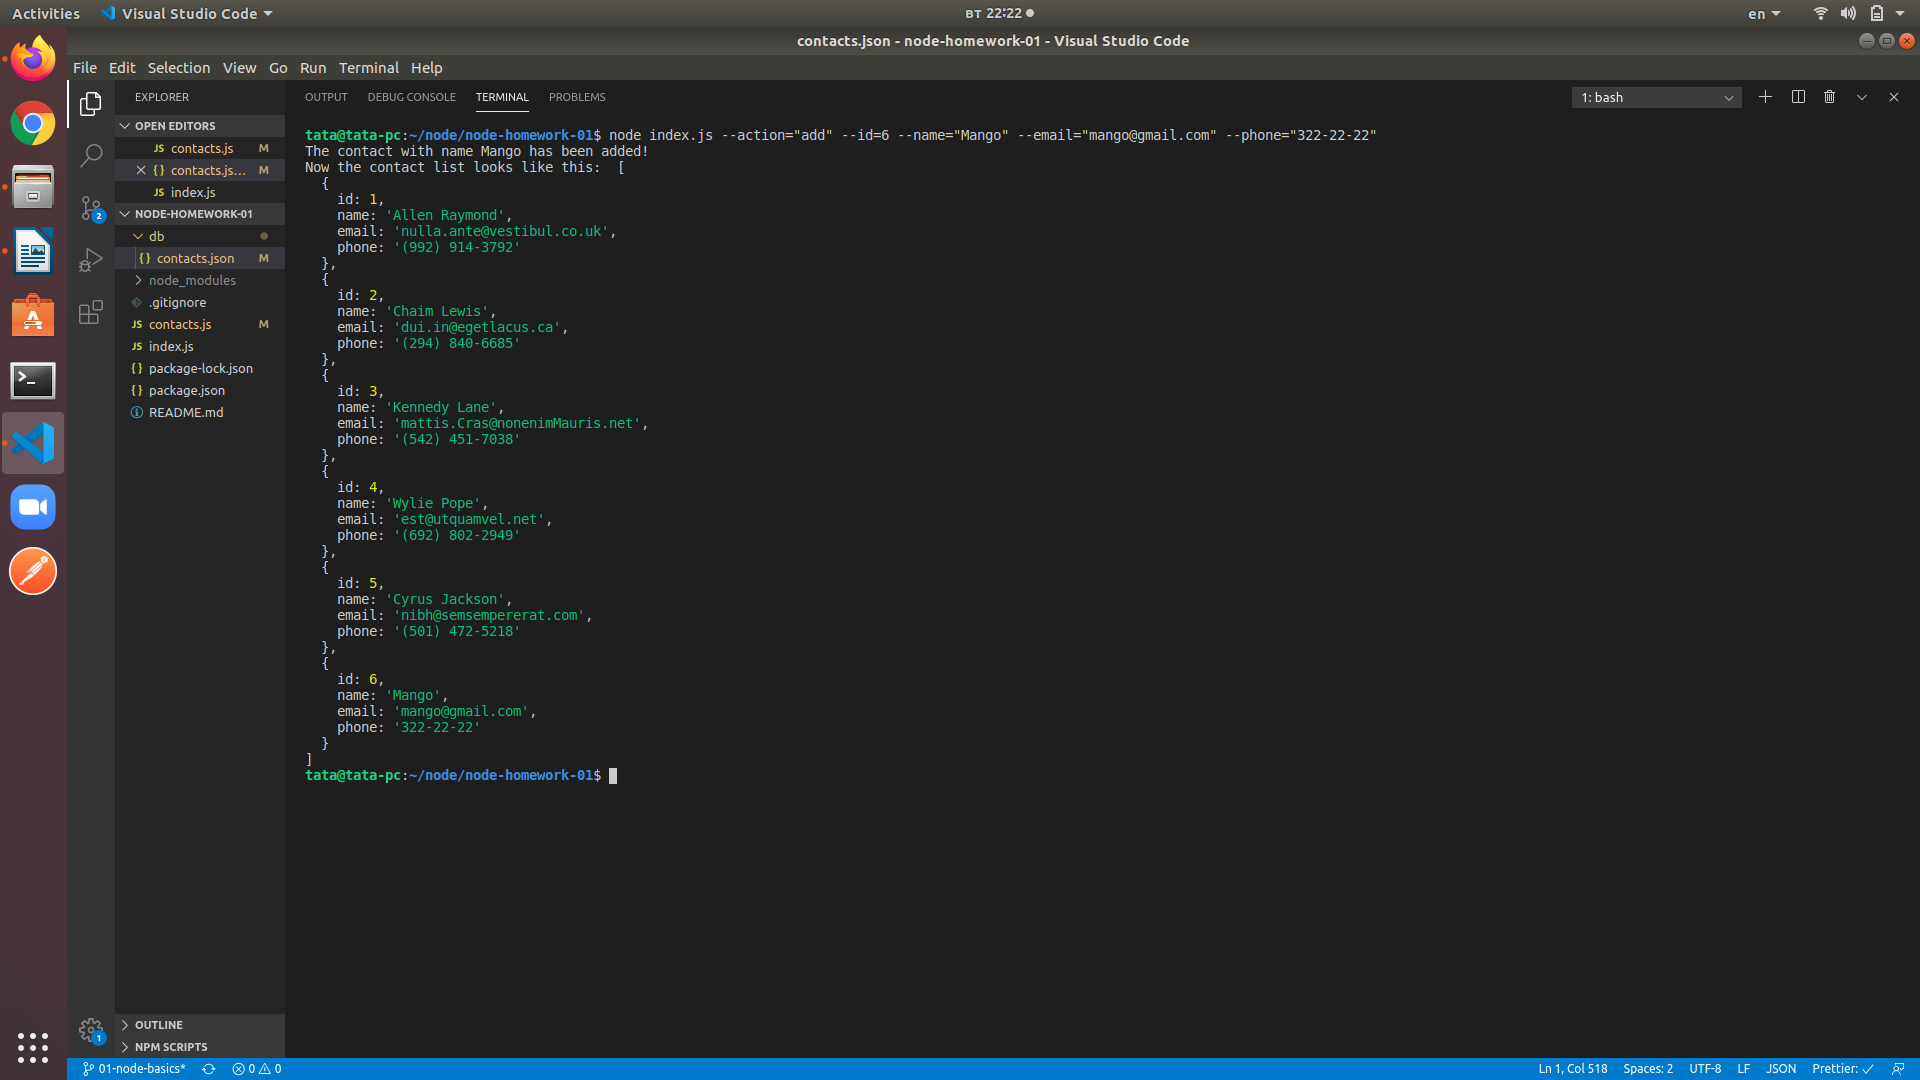 Activities
Visual Studio Code
вт 22:22
en
contacts.json - node-homework-01 - Visual Studio Code
File Edit Selection View Go Run Terminal Help
EXPLORER
OPEN EDITORS
JS contacts.js M
{} contacts.js... M
JS index.js
NODE-HOMEWORK-01
db
{} contacts.json M
node_modules
.gitignore
JS contacts.js M
JS index.js
{} package-lock.json
{} package.json
README.md
OUTLINE
NPM SCRIPTS
2
1
OUTPUT DEBUG CONSOLE TERMINAL PROBLEMS
1: bash
tata@tata-pc:~/node/node-homework-01$ node index.js --action="add" --id=6 --name="Mango" --email="mango@gmail.com" --phone="322-22-22"
The contact with name Mango has been added!
Now the contact list looks like this:  [
  {
    id: 1,
    name: 'Allen Raymond',
    email: 'nulla.ante@vestibul.co.uk',
    phone: '(992) 914-3792'
  },
  {
    id: 2,
    name: 'Chaim Lewis',
    email: 'dui.in@egetlacus.ca',
    phone: '(294) 840-6685'
  },
  {
    id: 3,
    name: 'Kennedy Lane',
    email: 'mattis.Cras@nonenimMauris.net',
    phone: '(542) 451-7038'
  },
  {
    id: 4,
    name: 'Wylie Pope',
    email: 'est@utquamvel.net',
    phone: '(692) 802-2949'
  },
  {
    id: 5,
    name: 'Cyrus Jackson',
    email: 'nibh@semsempererat.com',
    phone: '(501) 472-5218'
  },
  {
    id: 6,
    name: 'Mango',
    email: 'mango@gmail.com',
    phone: '322-22-22'
  }
]
tata@tata-pc:~/node/node-homework-01$
01-node-basics* 0 0
Ln 1, Col 518 Spaces: 2 UTF-8 LF JSON Prettier: ✓